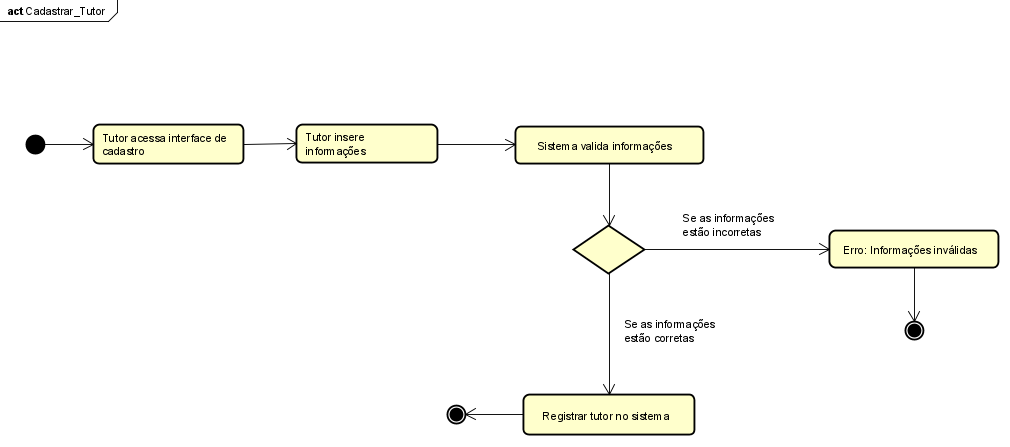 act Cadastrar_Tutor
Tutor acessa interface de
cadastro
Tutor insere
informações
Sistema valida informações
Se as informações
estão incorretas
Erro: Informações inválidas
Se as informações
estão corretas
Registrar tutor no sistema